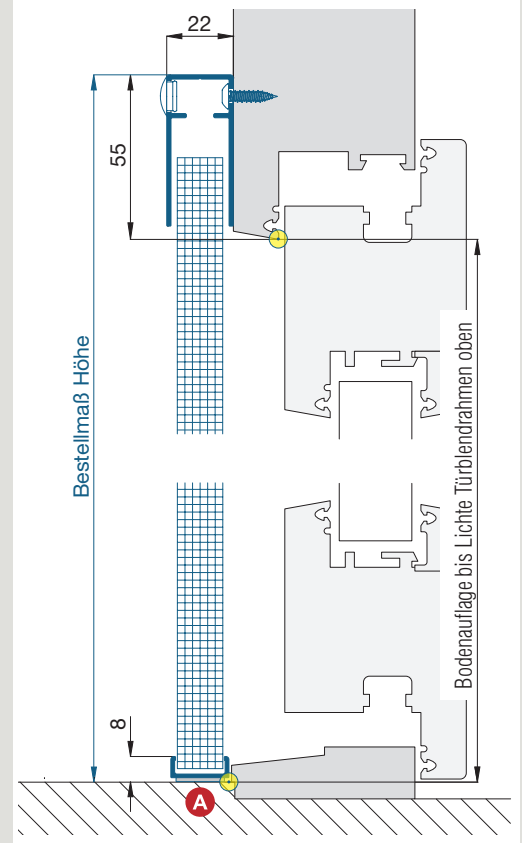 22
55
Bestellmaß Höhe
Bodenauflage bis Lichte Türblendrahmen oben
8
A